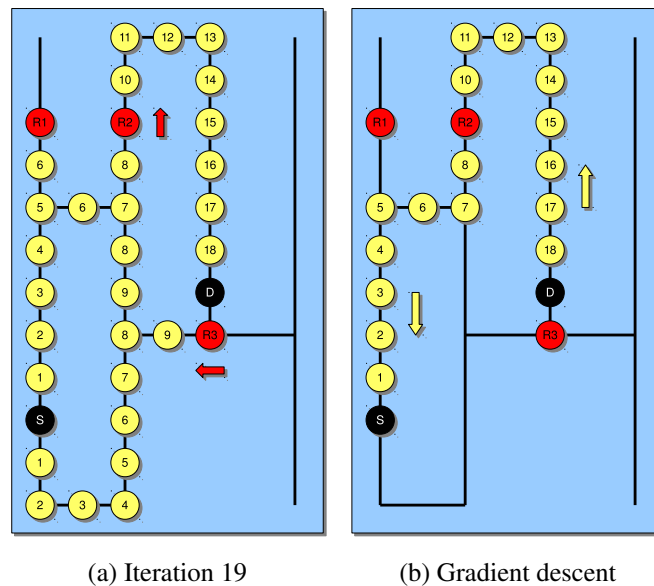 11 12 13 11 12 13
10 14 10 14
R1 R2 15 R1 R2 15
6 8 16 8 16
5 6 7 17 5 6 7 17
4 8 18 4 18
3 9 D 3 D
2 8 9 R3 2 R3
1 7 1
S 6 S
1 5
2 3 4
(a) Iteration 19 (b) Gradient descent